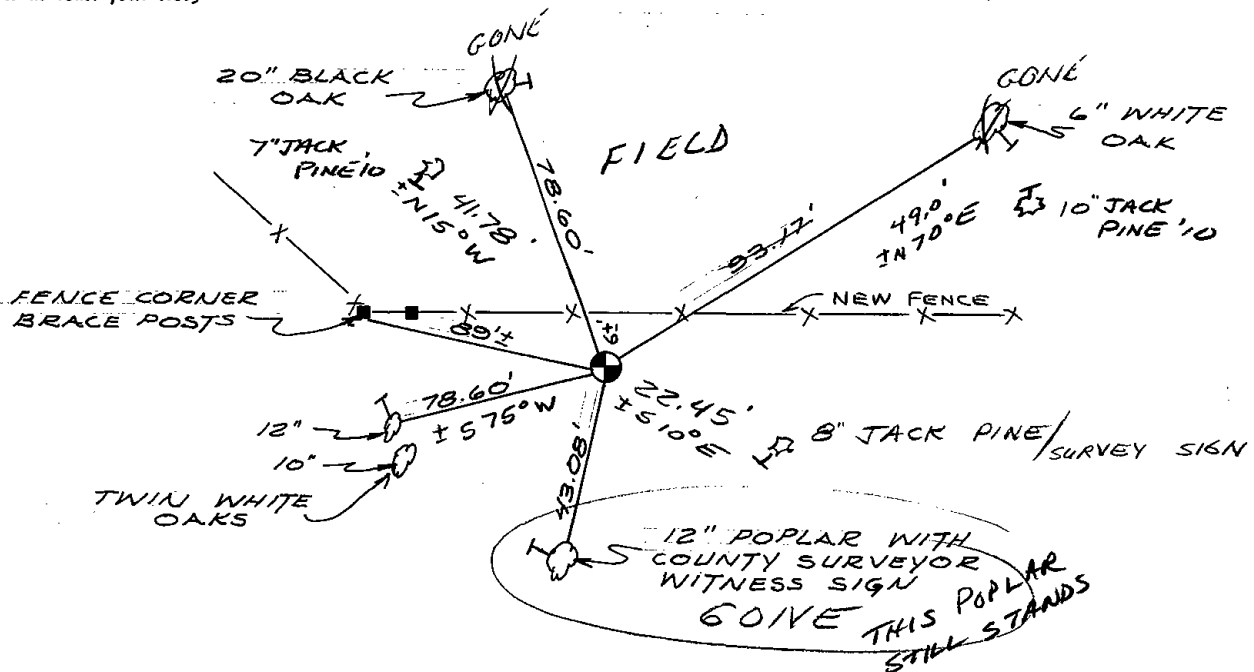 GONE
20" BLACK
OAK
GONE
6" WHITE
OAK
7" JACK
PINE '10
41.78'
±N15°W
78.60'
FIELD
93.17'
49.0'
±N70°E
10" JACK
PINE '10
FENCE CORNER
BRACE POSTS
89'±
NEW FENCE
9'±
78.60'
±S75°W
22.45'
±S10°E
8" JACK PINE/SURVEY SIGN
12"
10"
TWIN WHITE
OAKS
43.08'
12" POPLAR WITH
COUNTY SURVEYOR
WITNESS SIGN
GONE
THIS POPLAR
STILL STANDS